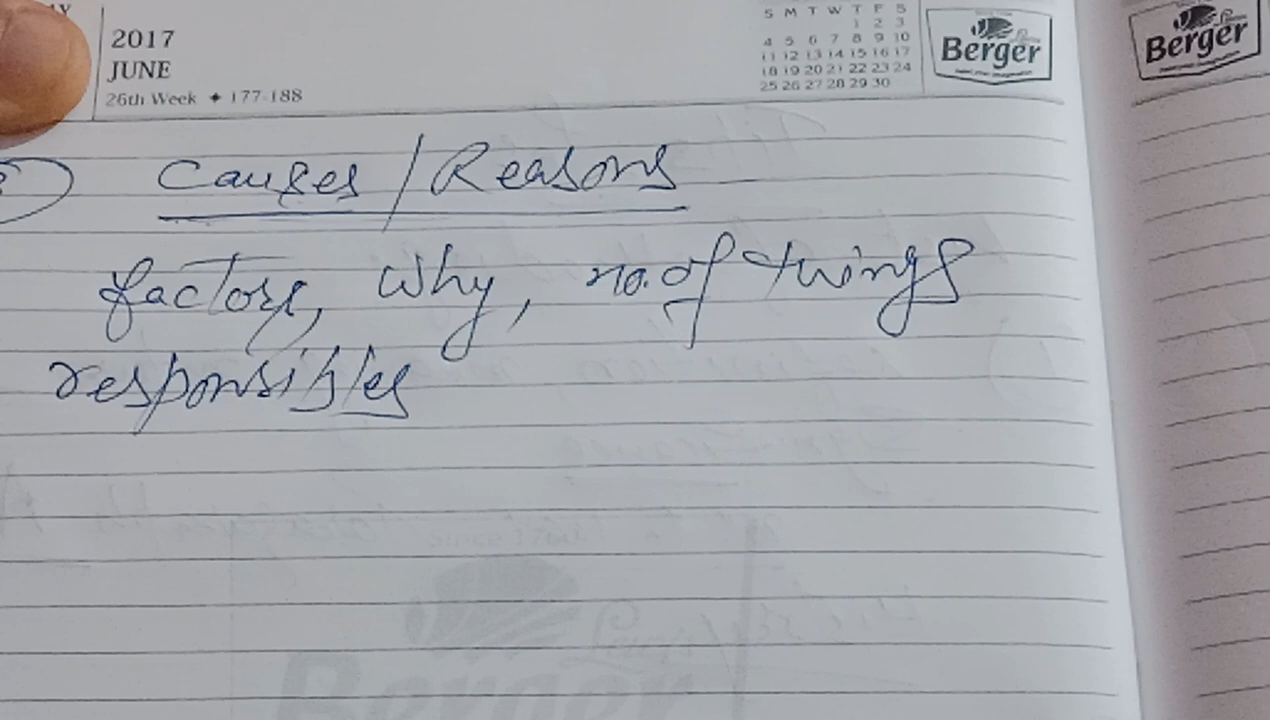 2017
JUNE
26th Week ✦ 177-188
S M T W T F S
1 2 3
4 5 6 7 8 9 10
11 12 13 14 15 16 17
18 19 20 21 22 23 24
25 26 27 28 29 30
Berger
Berger
Causes / Reasons
factors, why, no. of things
responsibles
Berger